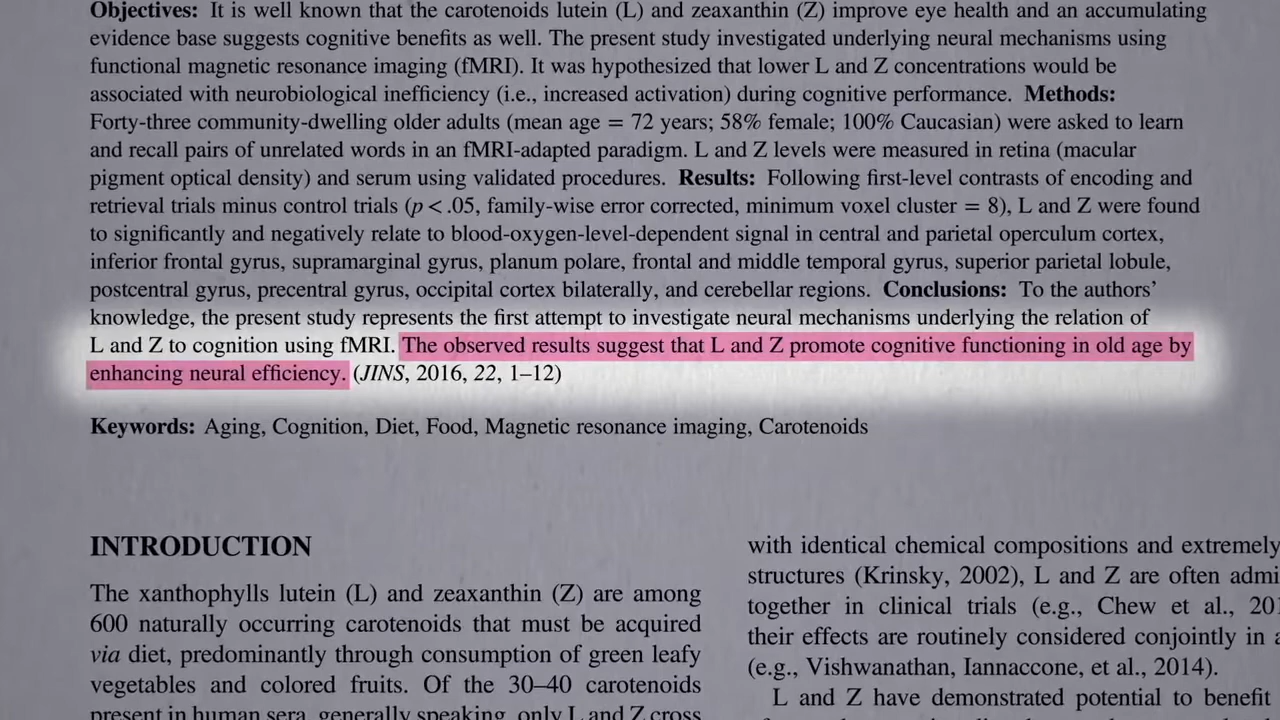 Objectives: It is well known that the carotenoids lutein (L) and zeaxanthin (Z) improve eye health and an accumulating
evidence base suggests cognitive benefits as well. The present study investigated underlying neural mechanisms using
functional magnetic resonance imaging (fMRI). It was hypothesized that lower L and Z concentrations would be
associated with neurobiological inefficiency (i.e., increased activation) during cognitive performance. Methods:
Forty-three community-dwelling older adults (mean age = 72 years; 58% female; 100% Caucasian) were asked to learn
and recall pairs of unrelated words in an fMRI-adapted paradigm. L and Z levels were measured in retina (macular
pigment optical density) and serum using validated procedures. Results: Following first-level contrasts of encoding and
retrieval trials minus control trials (p < .05, family-wise error corrected, minimum voxel cluster = 8), L and Z were found
to significantly and negatively relate to blood-oxygen-level-dependent signal in central and parietal operculum cortex,
inferior frontal gyrus, supramarginal gyrus, planum polare, frontal and middle temporal gyrus, superior parietal lobule,
postcentral gyrus, precentral gyrus, occipital cortex bilaterally, and cerebellar regions. Conclusions: To the authors’
knowledge, the present study represents the first attempt to investigate neural mechanisms underlying the relation of
L and Z to cognition using fMRI. The observed results suggest that L and Z promote cognitive functioning in old age by
enhancing neural efficiency. (JINS, 2016, 22, 1–12)
Keywords: Aging, Cognition, Diet, Food, Magnetic resonance imaging, Carotenoids
INTRODUCTION
The xanthophylls lutein (L) and zeaxanthin (Z) are among
600 naturally occurring carotenoids that must be acquired
via diet, predominantly through consumption of green leafy
vegetables and colored fruits. Of the 30–40 carotenoids
present in human sera, generally speaking, only L and Z cross
with identical chemical compositions and extremely
structures (Krinsky, 2002), L and Z are often admi
together in clinical trials (e.g., Chew et al., 201
their effects are routinely considered conjointly in a
(e.g., Vishwanathan, Iannaccone, et al., 2014).
L and Z have demonstrated potential to benefit